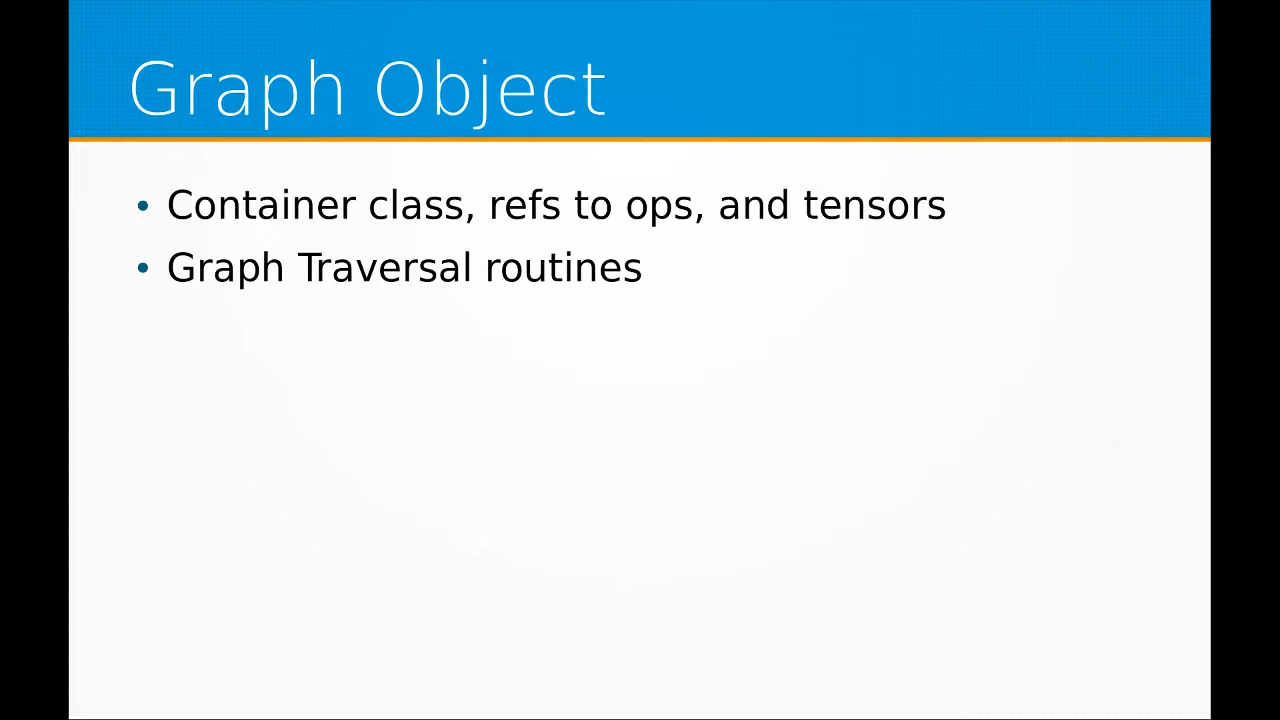 Graph Object
• Container class, refs to ops, and tensors
• Graph Traversal routines